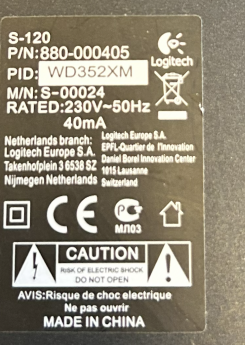 S-120
P/N:880-000405
PID: WD352XM
Logitech
M/N: S-00024
RATED:230V~50Hz
40mA
Netherlands branch:
Logitech Europe S.A.
Takenhofplein 3 6538 SZ
Nijmegen Netherlands
Logitech Europe S.A.
EPFL-Quartier de l'Innovation
Daniel Borel Innovation Center
1015 Lausanne
Switzerland
CE
МЛ03
CAUTION
RISK OF ELECTRIC SHOCK
DO NOT OPEN
AVIS:Risque de choc electrique
Ne pas ouvrir
MADE IN CHINA